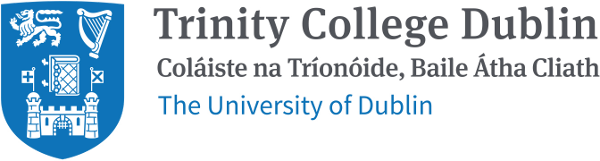 Trinity College Dublin
Coláiste na Tríonóide, Baile Átha Cliath
The University of Dublin